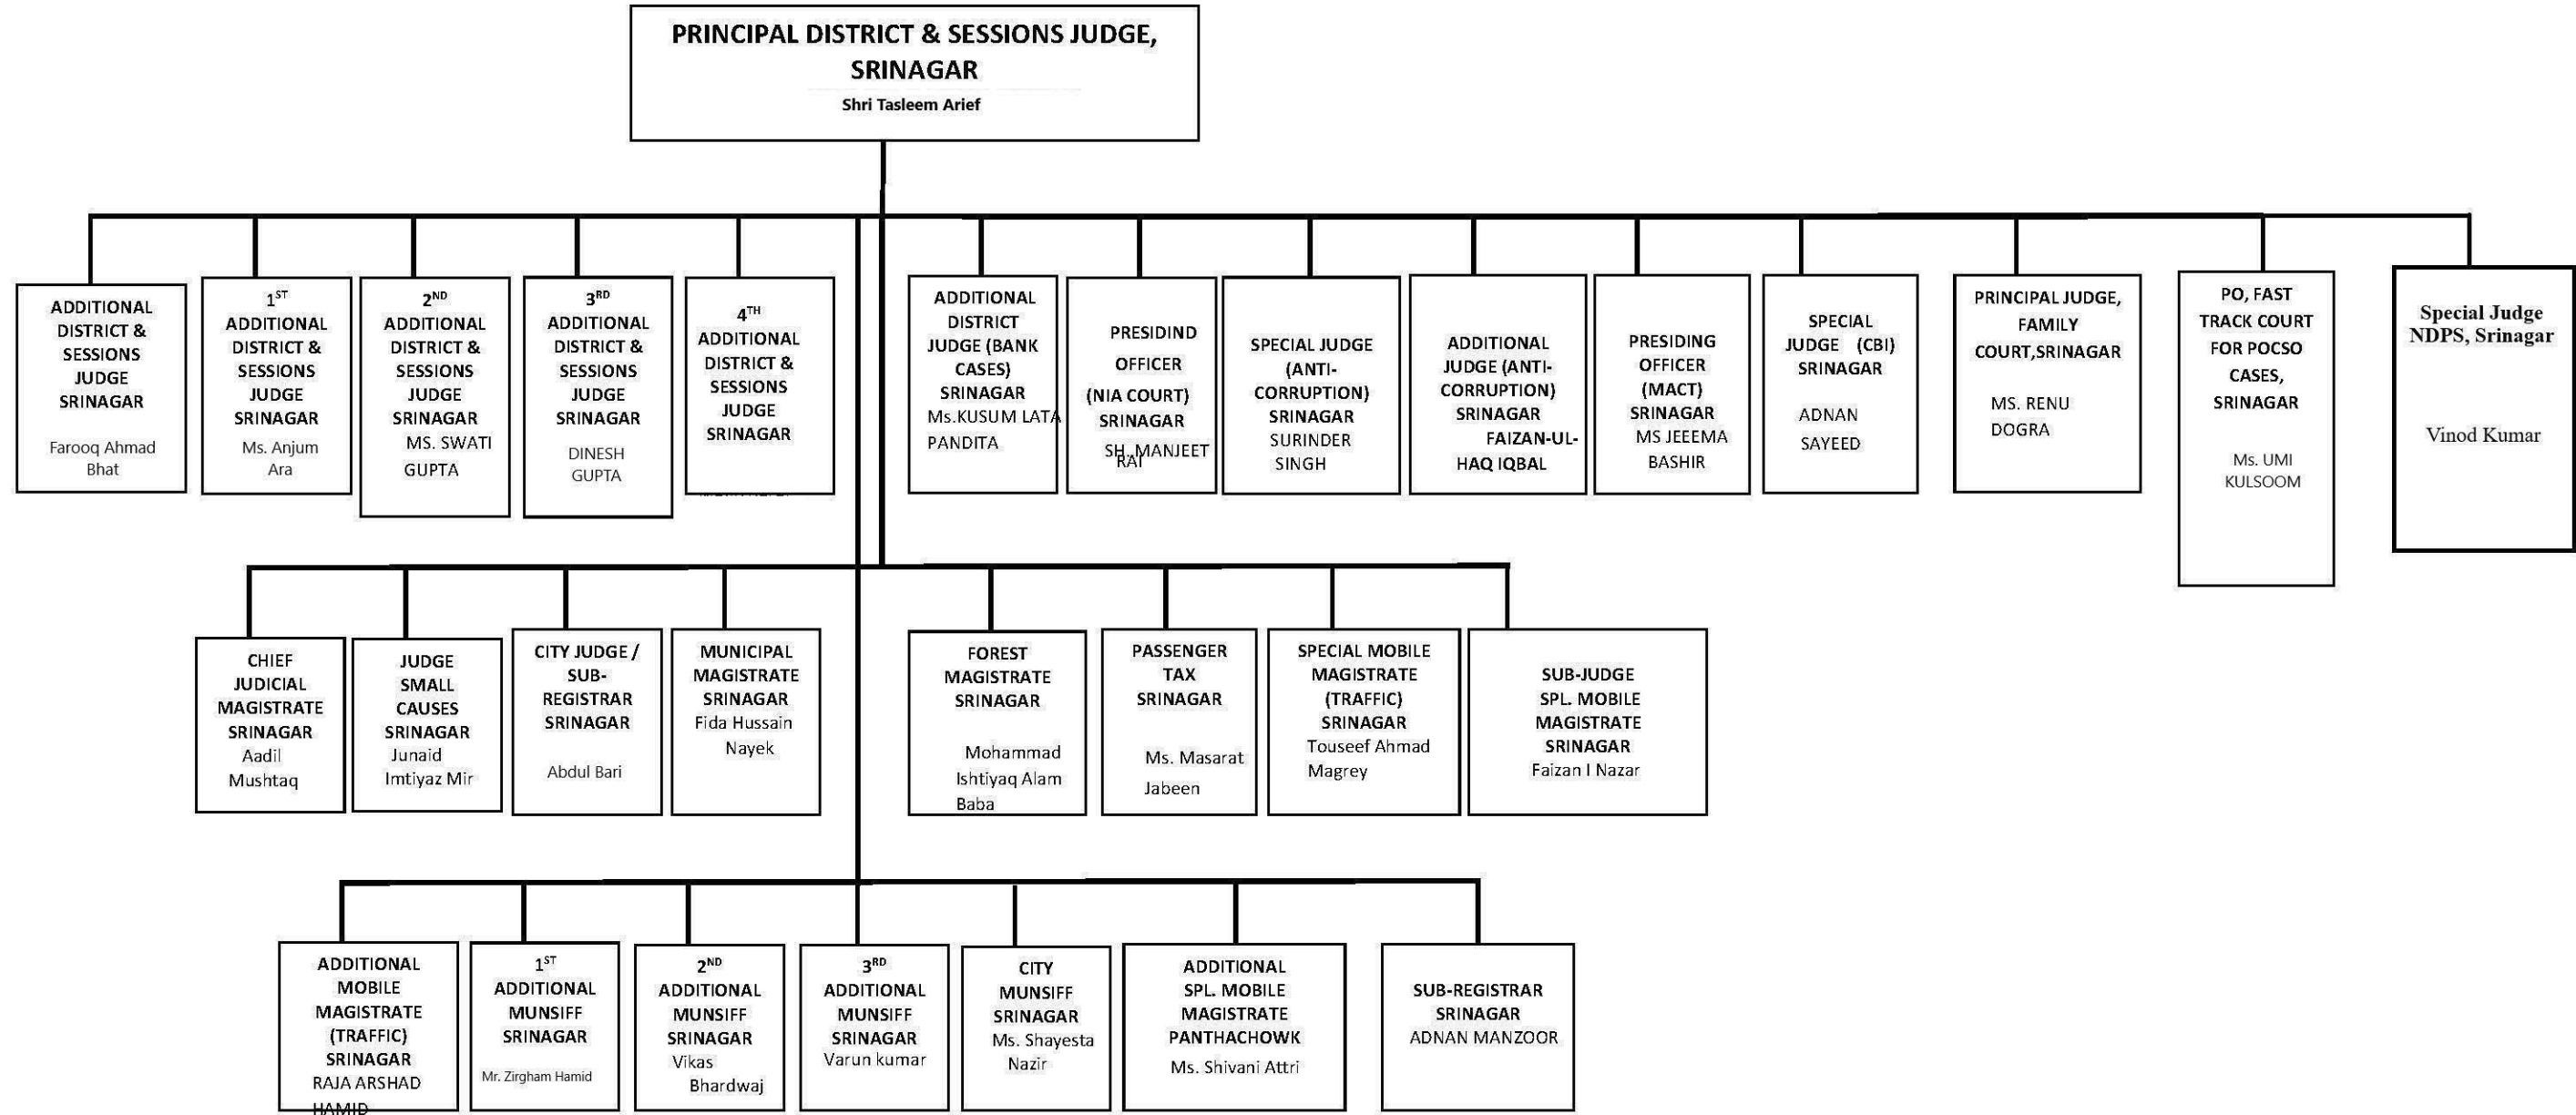 PRINCIPAL DISTRICT & SESSIONS JUDGE,
SRINAGAR
Shri Tasleem Arief
ADDITIONAL
DISTRICT &
SESSIONS
JUDGE
SRINAGAR
Farooq Ahmad
Bhat
1ST
ADDITIONAL
DISTRICT &
SESSIONS
JUDGE
SRINAGAR
Ms. Anjum
Ara
2ND
ADDITIONAL
DISTRICT &
SESSIONS
JUDGE
SRINAGAR
MS. SWATI
GUPTA
3RD
ADDITIONAL
DISTRICT &
SESSIONS
JUDGE
SRINAGAR
DINESH
GUPTA
4TH
ADDITIONAL
DISTRICT &
SESSIONS
JUDGE
SRINAGAR
ADDITIONAL
DISTRICT
JUDGE (BANK
CASES)
SRINAGAR
Ms.KUSUM LATA
PANDITA
PRESIDIND
OFFICER
(NIA COURT)
SRINAGAR
SH. MANJEET
RAI
SPECIAL JUDGE
(ANTI-
CORRUPTION)
SRINAGAR
SURINDER
SINGH
ADDITIONAL
JUDGE (ANTI-
CORRUPTION)
SRINAGAR
FAIZAN-UL-
HAQ IQBAL
PRESIDING
OFFICER
(MACT)
SRINAGAR
MS JEEEMA
BASHIR
SPECIAL
JUDGE (CBI)
SRINAGAR
ADNAN
SAYEED
PRINCIPAL JUDGE,
FAMILY
COURT,SRINAGAR
MS. RENU
DOGRA
PO, FAST
TRACK COURT
FOR POCSO
CASES,
SRINAGAR
Ms. UMI
KULSOOM
Special Judge
NDPS, Srinagar
Vinod Kumar
CHIEF
JUDICIAL
MAGISTRATE
SRINAGAR
Aadil
Mushtaq
JUDGE
SMALL
CAUSES
SRINAGAR
Junaid
Imtiyaz Mir
CITY JUDGE /
SUB-
REGISTRAR
SRINAGAR
Abdul Bari
MUNICIPAL
MAGISTRATE
SRINAGAR
Fida Hussain
Nayek
FOREST
MAGISTRATE
SRINAGAR
Mohammad
Ishtiyaq Alam
Baba
PASSENGER
TAX
SRINAGAR
Ms. Masarat
Jabeen
SPECIAL MOBILE
MAGISTRATE
(TRAFFIC)
SRINAGAR
Touseef Ahmad
Magrey
SUB-JUDGE
SPL. MOBILE
MAGISTRATE
SRINAGAR
Faizan I Nazar
ADDITIONAL
MOBILE
MAGISTRATE
(TRAFFIC)
SRINAGAR
RAJA ARSHAD
HAMID
1ST
ADDITIONAL
MUNSIFF
SRINAGAR
Mr. Zirgham Hamid
2ND
ADDITIONAL
MUNSIFF
SRINAGAR
Vikas
Bhardwaj
3RD
ADDITIONAL
MUNSIFF
SRINAGAR
Varun kumar
CITY
MUNSIFF
SRINAGAR
Ms. Shayesta
Nazir
ADDITIONAL
SPL. MOBILE
MAGISTRATE
PANTHACHOWK
Ms. Shivani Attri
SUB-REGISTRAR
SRINAGAR
ADNAN MANZOOR